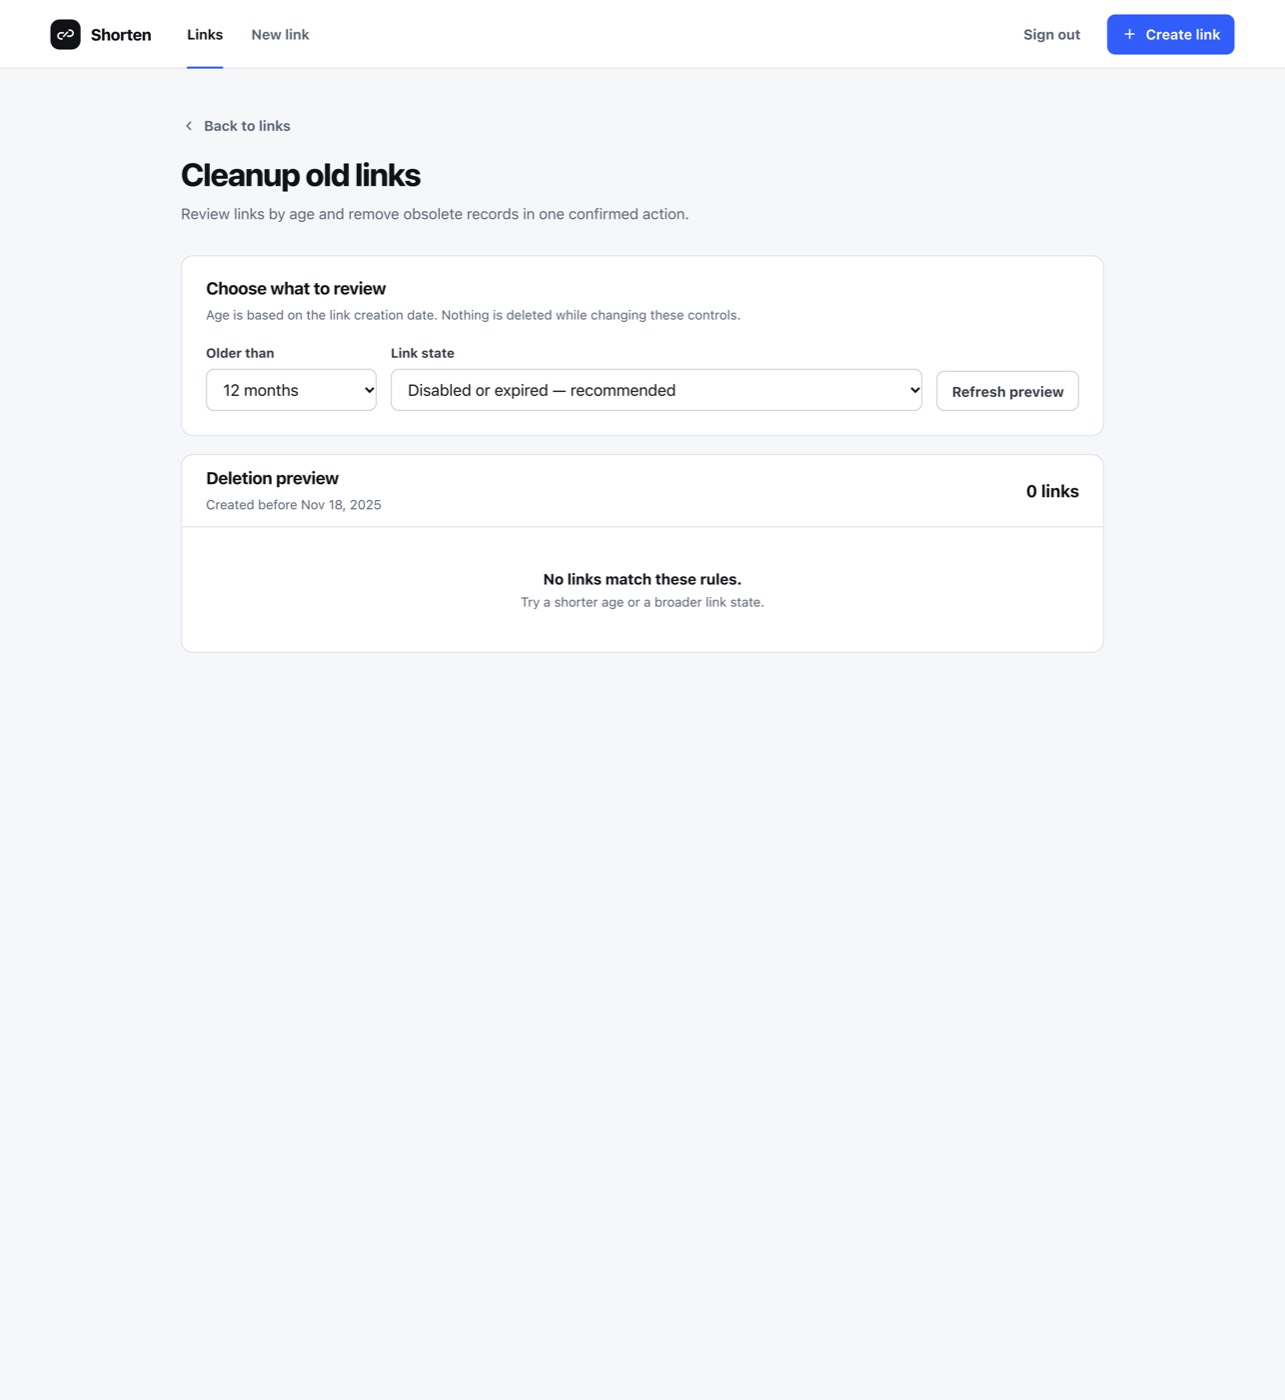 Shorten
Links
New link
Sign out
Create link
Back to links
Cleanup old links
Review links by age and remove obsolete records in one confirmed action.
Choose what to review
Age is based on the link creation date. Nothing is deleted while changing these controls.
Older than
Link state
12 months
Disabled or expired — recommended
Refresh preview
Deletion preview
Created before Nov 18, 2025
0 links
No links match these rules.
Try a shorter age or a broader link state.